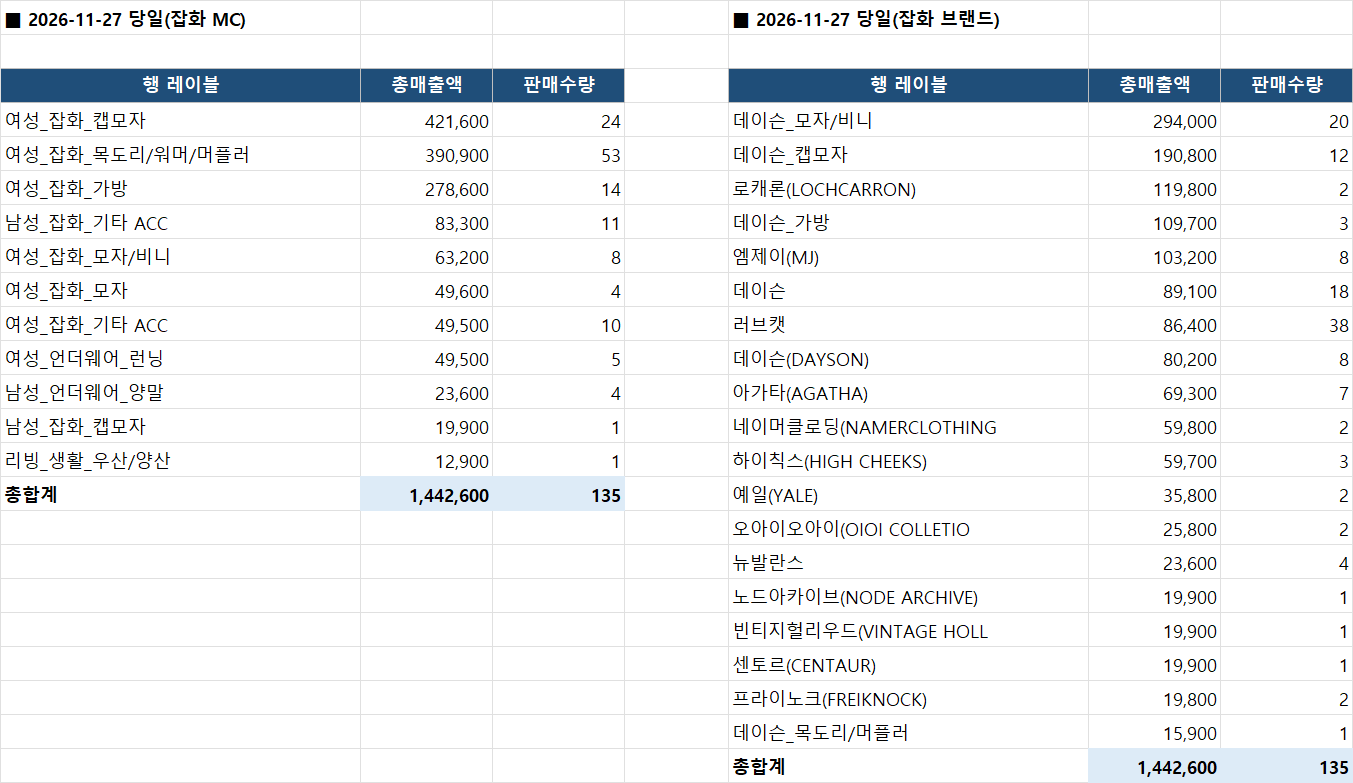 ■ 2026-11-27 당일(잡화 MC)
행 레이블 총매출액 판매수량
여성_잡화_캡모자 421,600 24
여성_잡화_목도리/워머/머플러 390,900 53
여성_잡화_가방 278,600 14
남성_잡화_기타 ACC 83,300 11
여성_잡화_모자/비니 63,200 8
여성_잡화_모자 49,600 4
여성_잡화_기타 ACC 49,500 10
여성_언더웨어_런닝 49,500 5
남성_언더웨어_양말 23,600 4
남성_잡화_캡모자 19,900 1
리빙_생활_우산/양산 12,900 1
총합계 1,442,600 135
■ 2026-11-27 당일(잡화 브랜드)
행 레이블 총매출액 판매수량
데이슨_모자/비니 294,000 20
데이슨_캡모자 190,800 12
로캐론(LOCHCARRON) 119,800 2
데이슨_가방 109,700 3
엠제이(MJ) 103,200 8
데이슨 89,100 18
러브캣 86,400 38
데이슨(DAYSON) 80,200 8
아가타(AGATHA) 69,300 7
네이머클로딩(NAMERCLOTHING 59,800 2
하이칙스(HIGH CHEEKS) 59,700 3
예일(YALE) 35,800 2
오아이오아이(OIOI COLLETIO 25,800 2
뉴발란스 23,600 4
노드아카이브(NODE ARCHIVE) 19,900 1
빈티지헐리우드(VINTAGE HOLL 19,900 1
센토르(CENTAUR) 19,900 1
프라이노크(FREIKNOCK) 19,800 2
데이슨_목도리/머플러 15,900 1
총합계 1,442,600 135